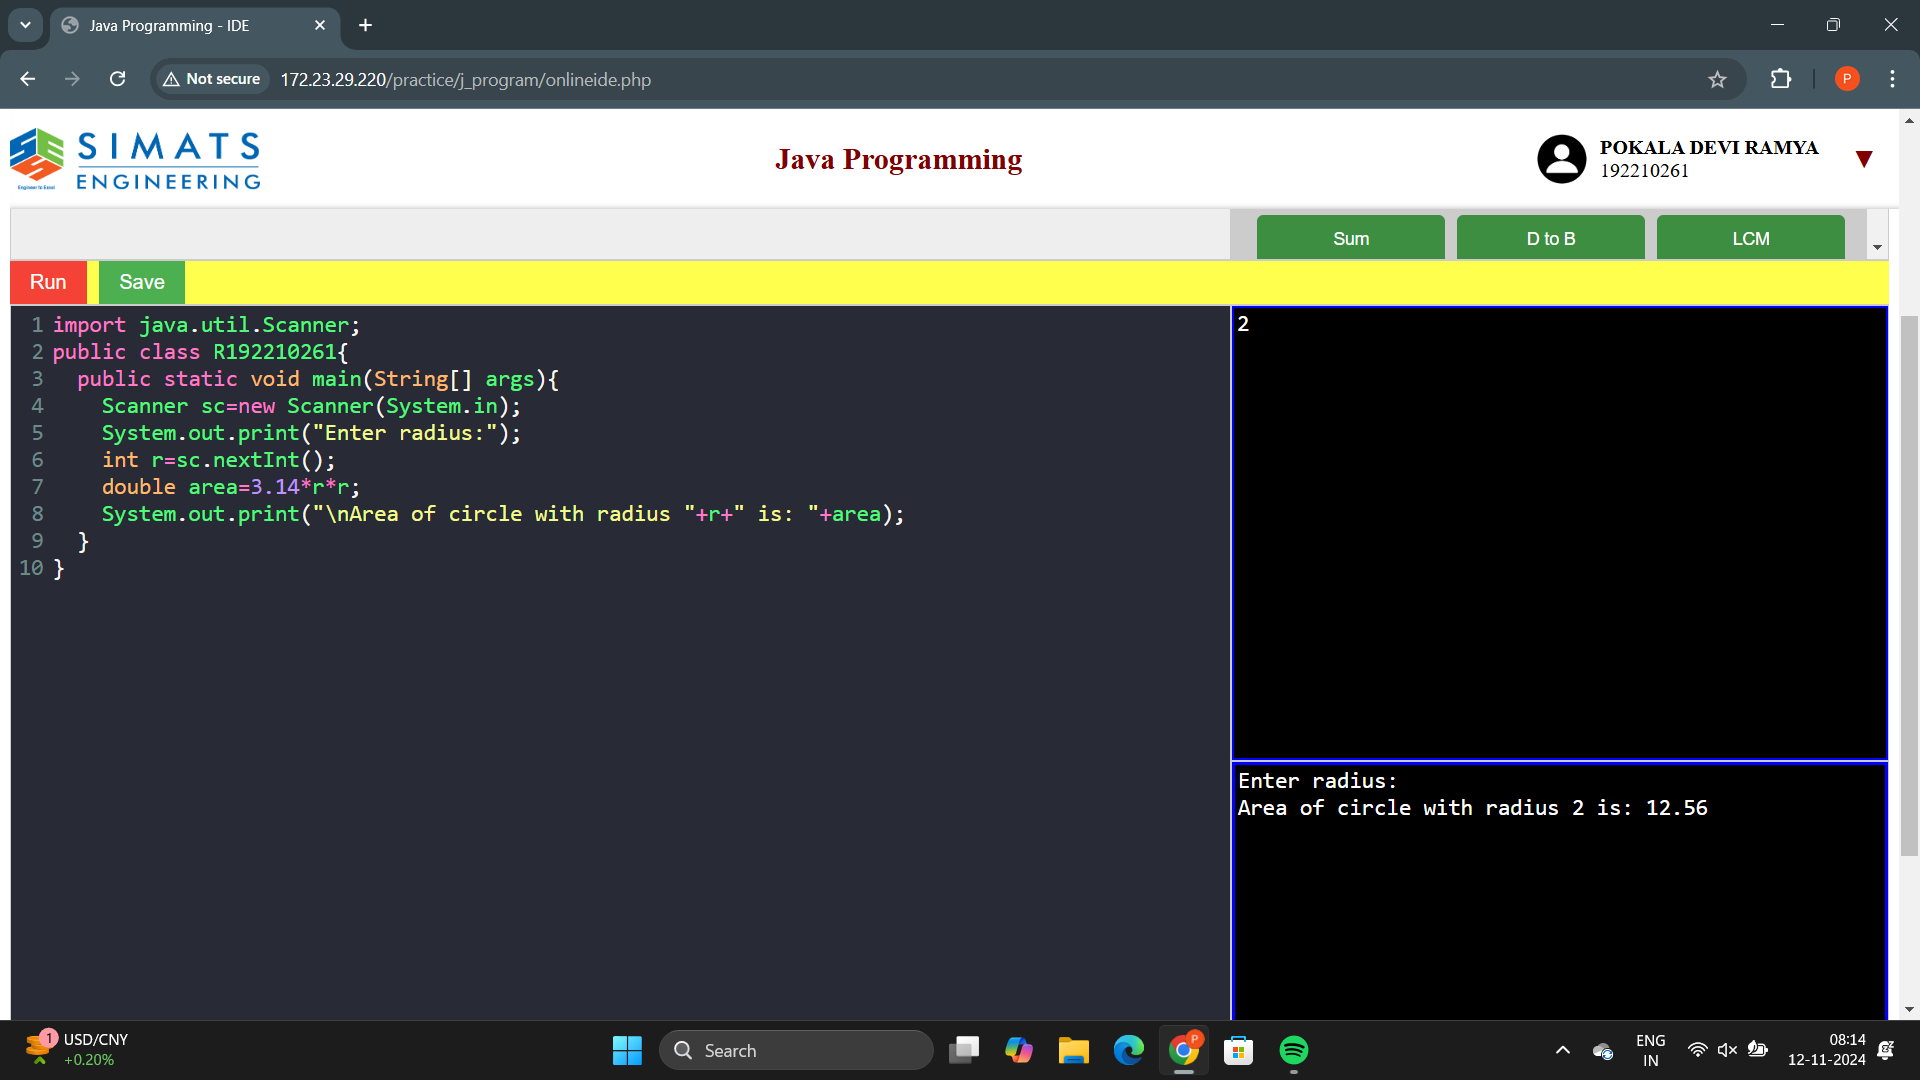 Java Programming - IDE
Not secure
172.23.29.220/practice/j_program/onlineide.php
P
SIMATS
ENGINEERING
Engineer to Excel
Java Programming
POKALA DEVI RAMYA
192210261
Sum
D to B
LCM
Run
Save
1 import java.util.Scanner;
2 public class R192210261{
3   public static void main(String[] args){
4     Scanner sc=new Scanner(System.in);
5     System.out.print("Enter radius:");
6     int r=sc.nextInt();
7     double area=3.14*r*r;
8     System.out.print("\nArea of circle with radius "+r+" is: "+area);
9   }
10 }
2
Enter radius:
Area of circle with radius 2 is: 12.56
1
USD/CNY
+0.20%
Search
P
ENG
IN
08:14
12-11-2024